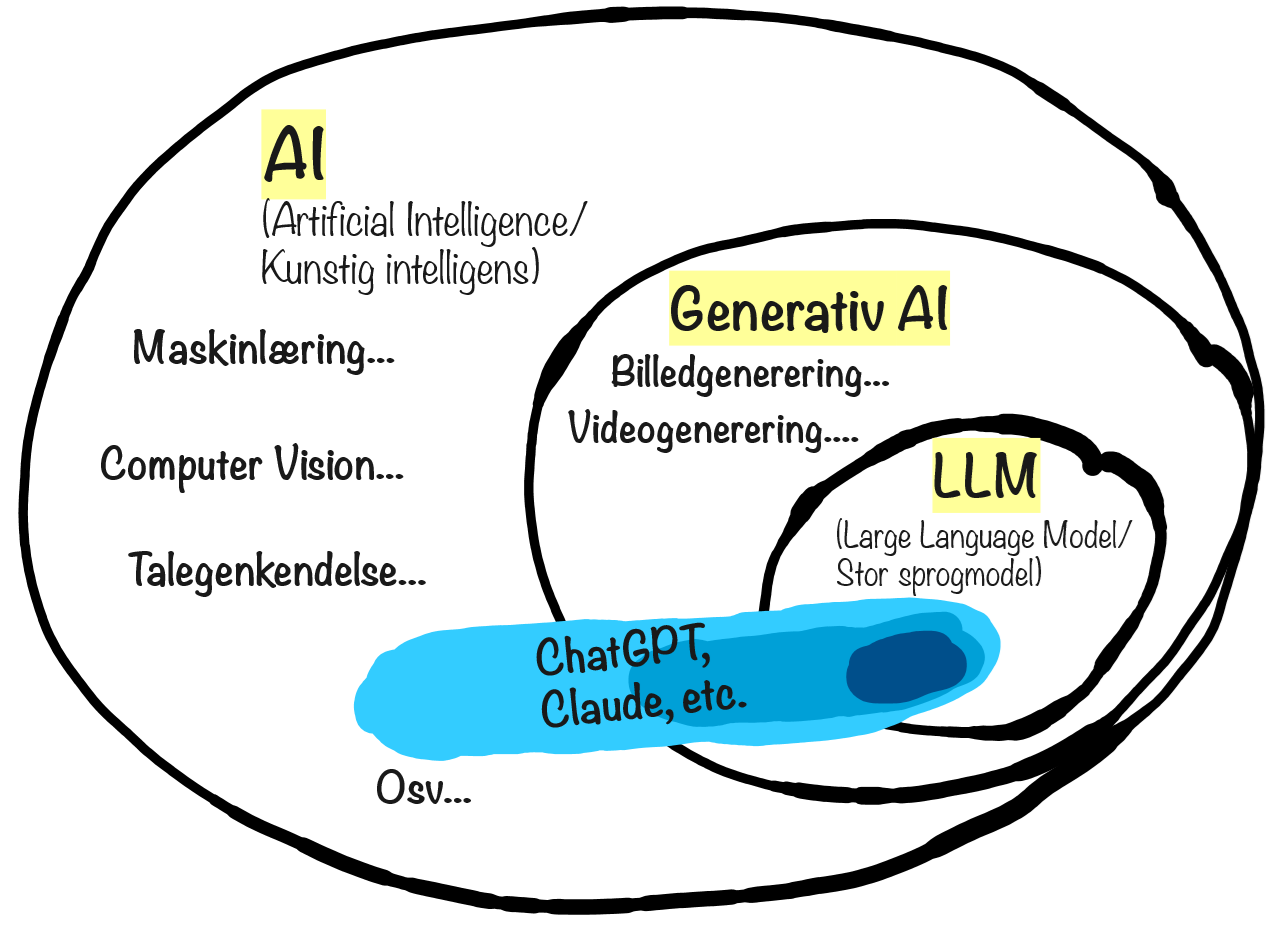 AI
(Artificial Intelligence/
Kunstig intelligens)
Maskinlæring...
Computer Vision...
Talegenkendelse...
Generativ AI
Billedgenerering...
Videogenerering....
LLM
(Large Language Model/
Stor sprogmodel)
ChatGPT,
Claude, etc.
Osv...